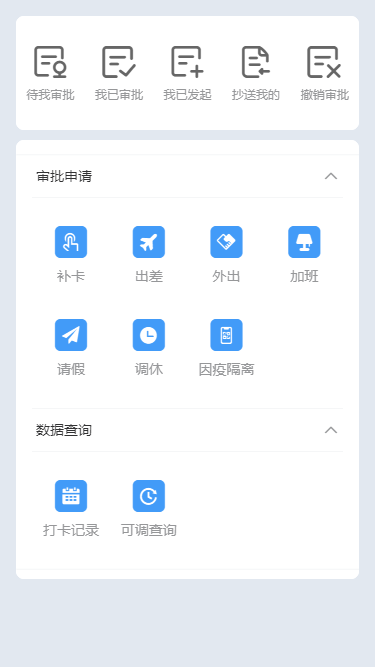 待我审批 我已审批 我已发起 抄送我的 撤销审批
审批申请
补卡 出差 外出 加班
请假 调休 因疫隔离
数据查询
打卡记录 可调查询